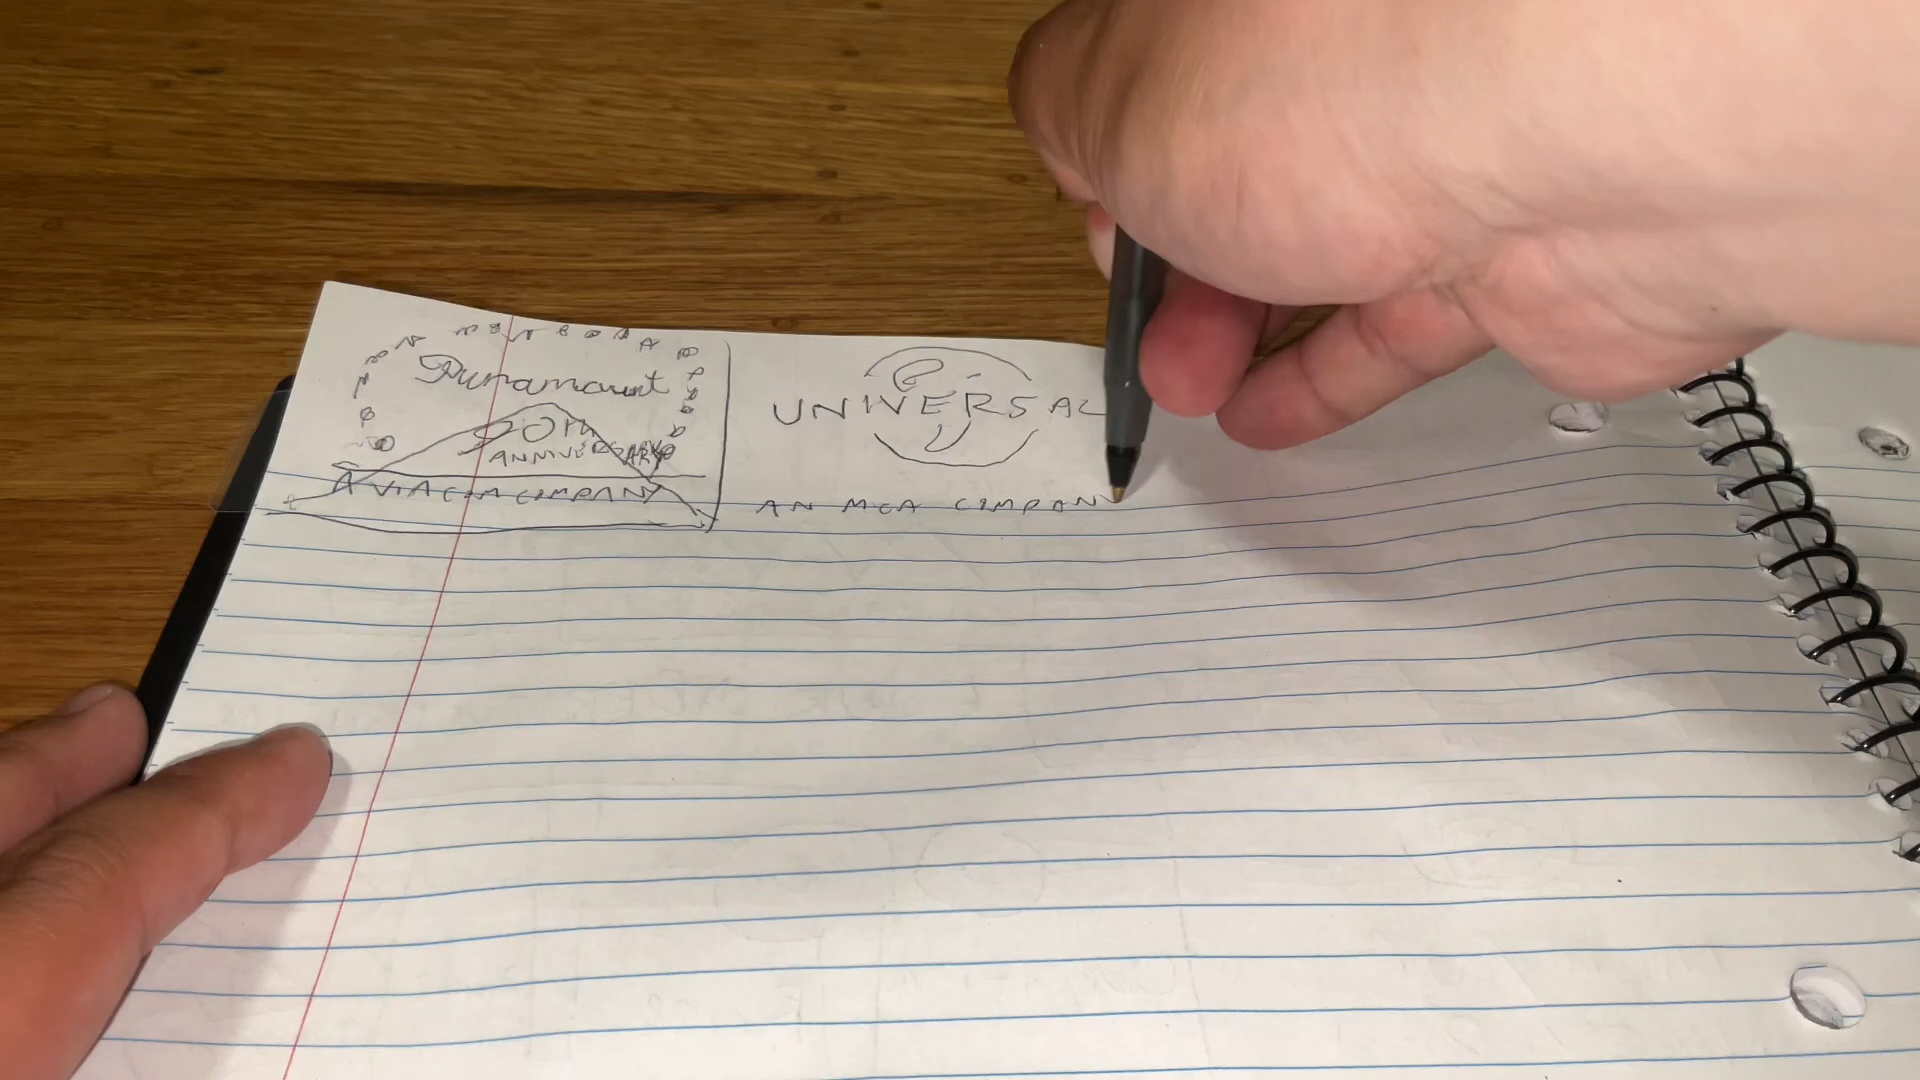 Paramount
90TH
ANNIVERSARY
A VIACOM COMPANY
UNIVERSAL
AN MCA COMPANY